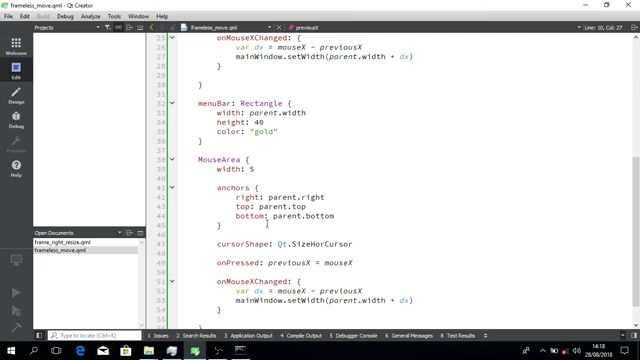 frameless_move.qml - Qt Creator
File Edit Build Debug Analyze Tools Window Help
Projects
frameless_move.qml
previousX
Line: 10, Col: 27
Welcome
Edit
Design
Debug
Projects
Help
25 onMouseXChanged: {
26 var dx = mouseX - previousX
27 mainWindow.setWidth(parent.width + dx)
28 }
29
30 }
31
32 menuBar: Rectangle {
33 width: parent.width
34 height: 40
35 color: "gold"
36 }
37
38 MouseArea {
39 width: 5
40
41 anchors {
42 right: parent.right
43 top: parent.top
44 bottom: parent.bottom
45 }
46
47 cursorShape: Qt.SizeHorCursor
48
49 onPressed: previousX = mouseX
50
51 onMouseXChanged: {
52 var dx = mouseX - previousX
53 mainWindow.setWidth(parent.width + dx)
54 }
55
56 }
Open Documents
frame_right_resize.qml
frameless_move.qml
Type to locate (Ctrl+K)
1 Issues 2 Search Results 3 Application Output 4 Compile Output 5 Debugger Console 6 General Messages 8 Test Results
14:18
28/08/2018